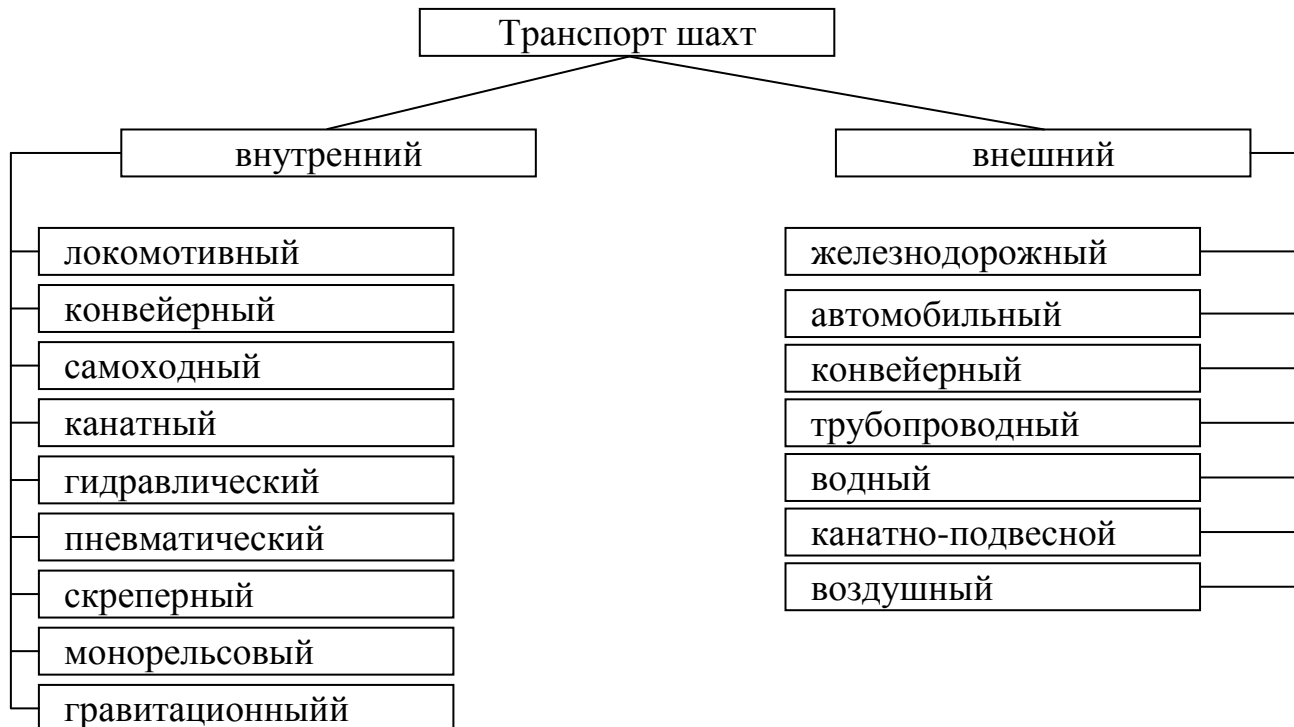 Транспорт шахт
внутренний
внешний
локомотивный
конвейерный
самоходный
канатный
гидравлический
пневматический
скреперный
монорельсовый
гравитационныйй
железнодорожный
автомобильный
конвейерный
трубопроводный
водный
канатно-подвесной
воздушный